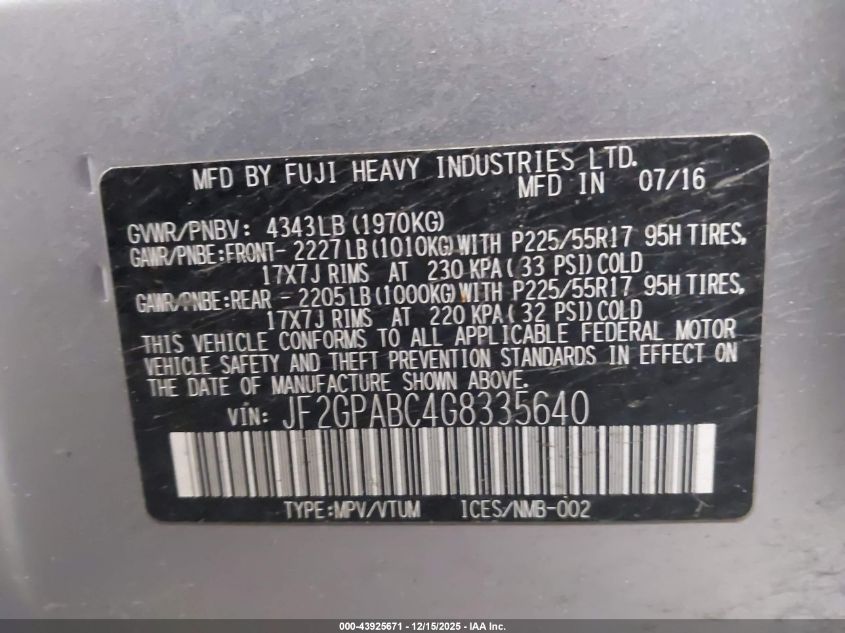 MFD BY FUJI HEAVY INDUSTRIES LTD.
MFD IN 07/16
GVWR/PNBV: 4343LB (1970KG)
GAWR/PNBE:FRONT- 2227LB (1010KG) WITH P225/55R17 95H TIRES,
17X7J RIMS AT 230 KPA( 33 PSI) COLD
GAWR/PNBE:REAR - 2205LB (1000KG) WITH P225/55R17 95H TIRES,
17X7J RIMS AT 220 KPA( 32 PSI) COLD
THIS VEHICLE CONFORMS TO ALL APPLICABLE FEDERAL MOTOR
VEHICLE SAFETY AND THEFT PREVENTION STANDARDS IN EFFECT ON
THE DATE OF MANUFACTURE SHOWN ABOVE.
VIN: JF2GPABC4G8335640
TYPE:MPV/VTUM ICES/NMB-002
000-43925671 - 12/15/2025 - IAA Inc.